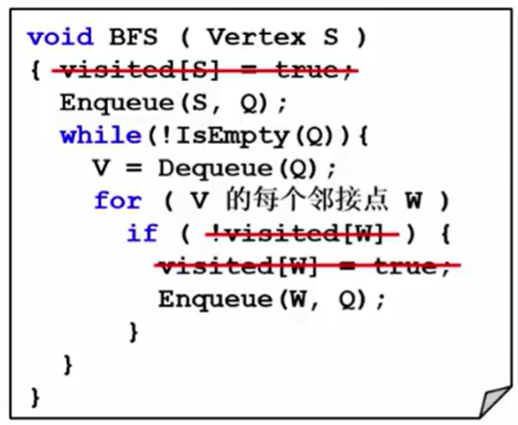 void BFS ( Vertex S )
{ visited[S] = true;
Enqueue(S, Q);
while(!IsEmpty(Q)){
V = Dequeue(Q);
for ( V 的每个邻接点 W )
if ( !visited[W] ) {
visited[W] = true;
Enqueue(W, Q);
}
}
}